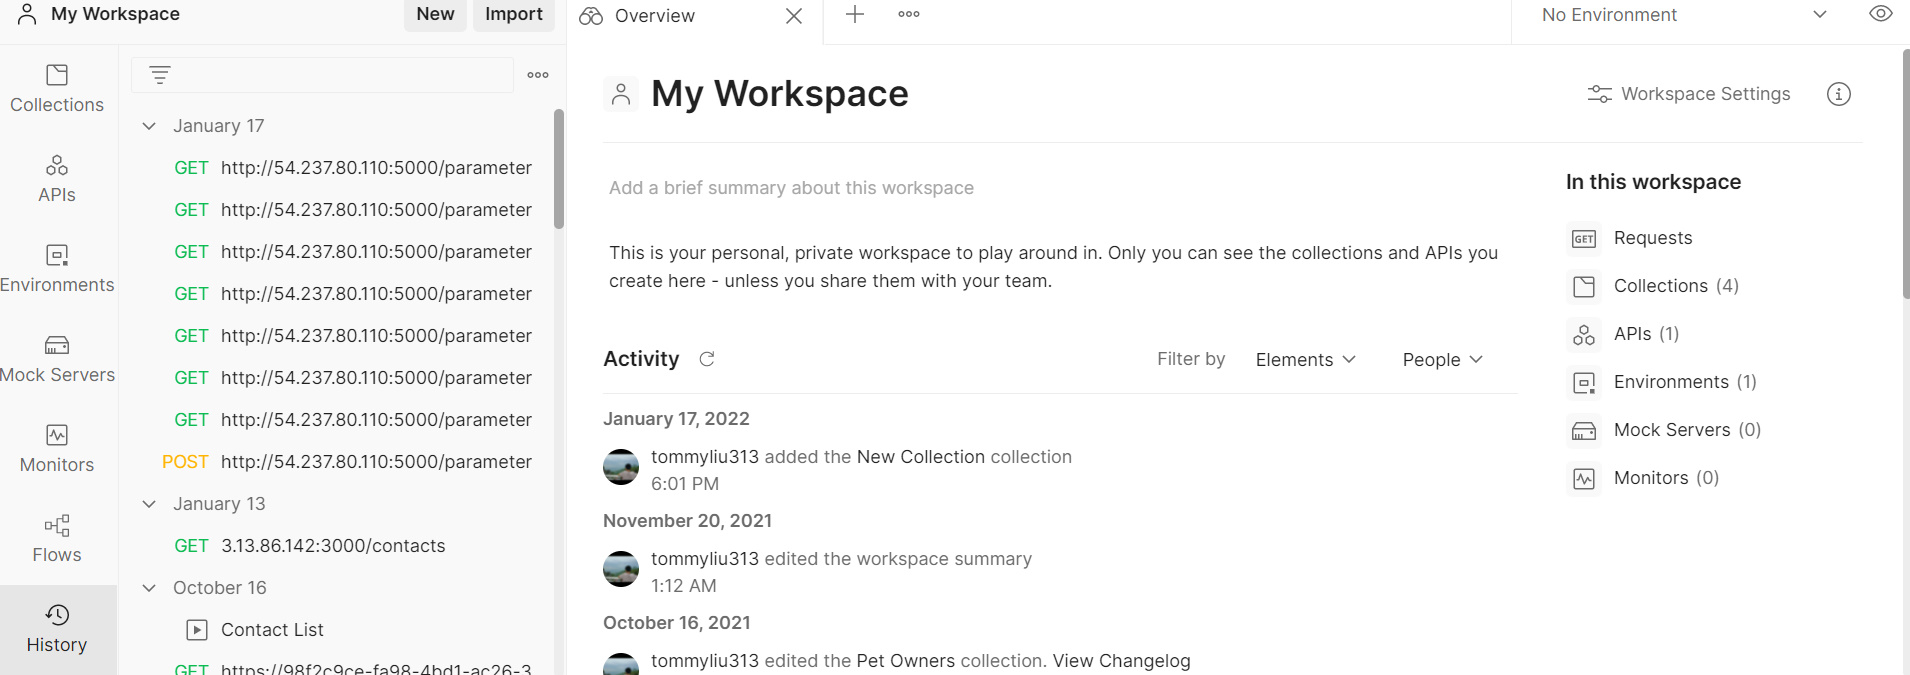 My Workspace
New
Import
Overview
No Environment
Collections
APIs
Environments
Mock Servers
Monitors
Flows
History
January 17
GET http://54.237.80.110:5000/parameter
GET http://54.237.80.110:5000/parameter
GET http://54.237.80.110:5000/parameter
GET http://54.237.80.110:5000/parameter
GET http://54.237.80.110:5000/parameter
GET http://54.237.80.110:5000/parameter
GET http://54.237.80.110:5000/parameter
POST http://54.237.80.110:5000/parameter
January 13
GET 3.13.86.142:3000/contacts
October 16
Contact List
GET https://98f2c9ce-fa98-4bd1-ac26-3
My Workspace
Workspace Settings
Add a brief summary about this workspace
This is your personal, private workspace to play around in. Only you can see the collections and APIs you
create here - unless you share them with your team.
Activity
Filter by
Elements
People
January 17, 2022
tommyliu313 added the New Collection collection
6:01 PM
November 20, 2021
tommyliu313 edited the workspace summary
1:12 AM
October 16, 2021
tommyliu313 edited the Pet Owners collection. View Changelog
In this workspace
GET Requests
Collections (4)
APIs (1)
Environments (1)
Mock Servers (0)
Monitors (0)